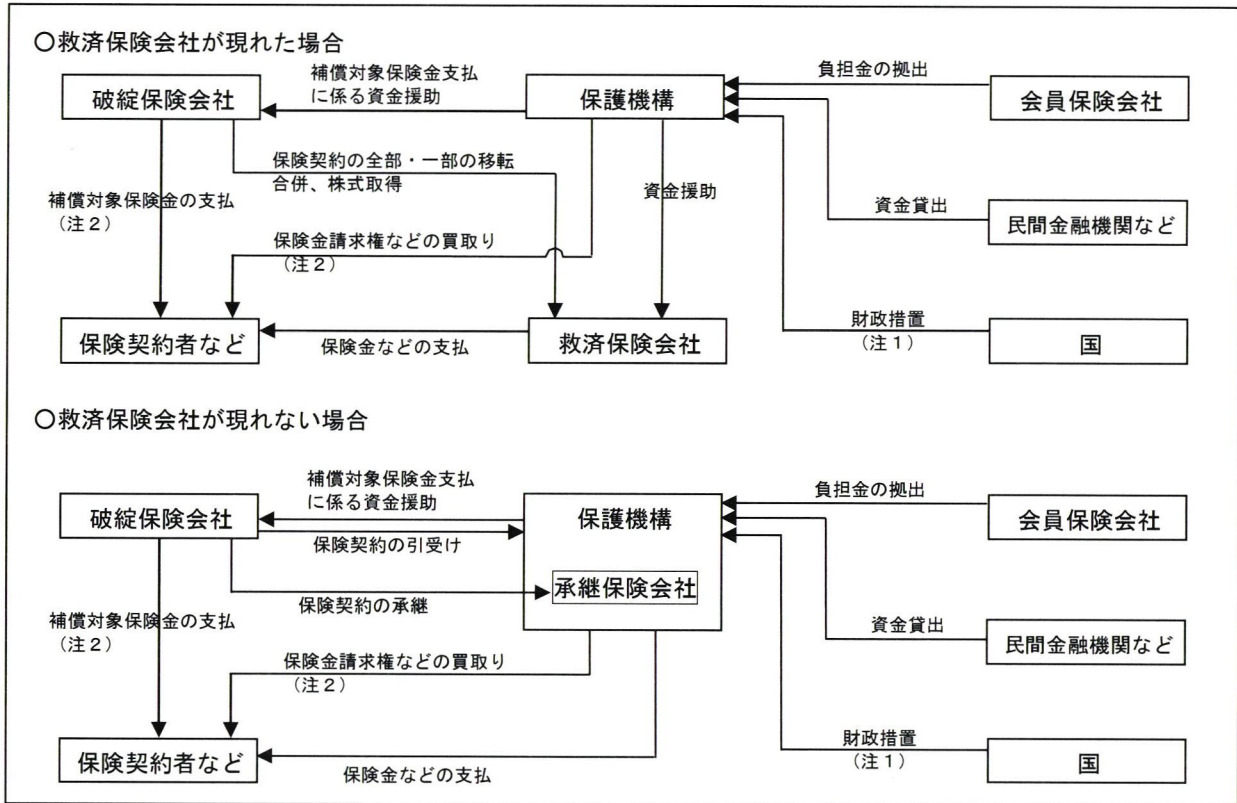 ○救済保険会社が現れた場合
破綻保険会社
補償対象保険金支払
に係る資金援助
保護機構
負担金の拠出
会員保険会社
保険契約の全部・一部の移転
合併、株式取得
補償対象保険金の支払
(注2)
資金援助
資金貸出
民間金融機関など
保険金請求権などの買取り
(注2)
保険契約者など
保険金などの支払
救済保険会社
財政措置
(注1)
国
○救済保険会社が現れない場合
破綻保険会社
補償対象保険金支払
に係る資金援助
保険契約の引受け
保護機構
負担金の拠出
会員保険会社
承継保険会社
保険契約の承継
補償対象保険金の支払
(注2)
資金貸出
民間金融機関など
保険金請求権などの買取り
(注2)
保険契約者など
保険金などの支払
財政措置
(注1)
国